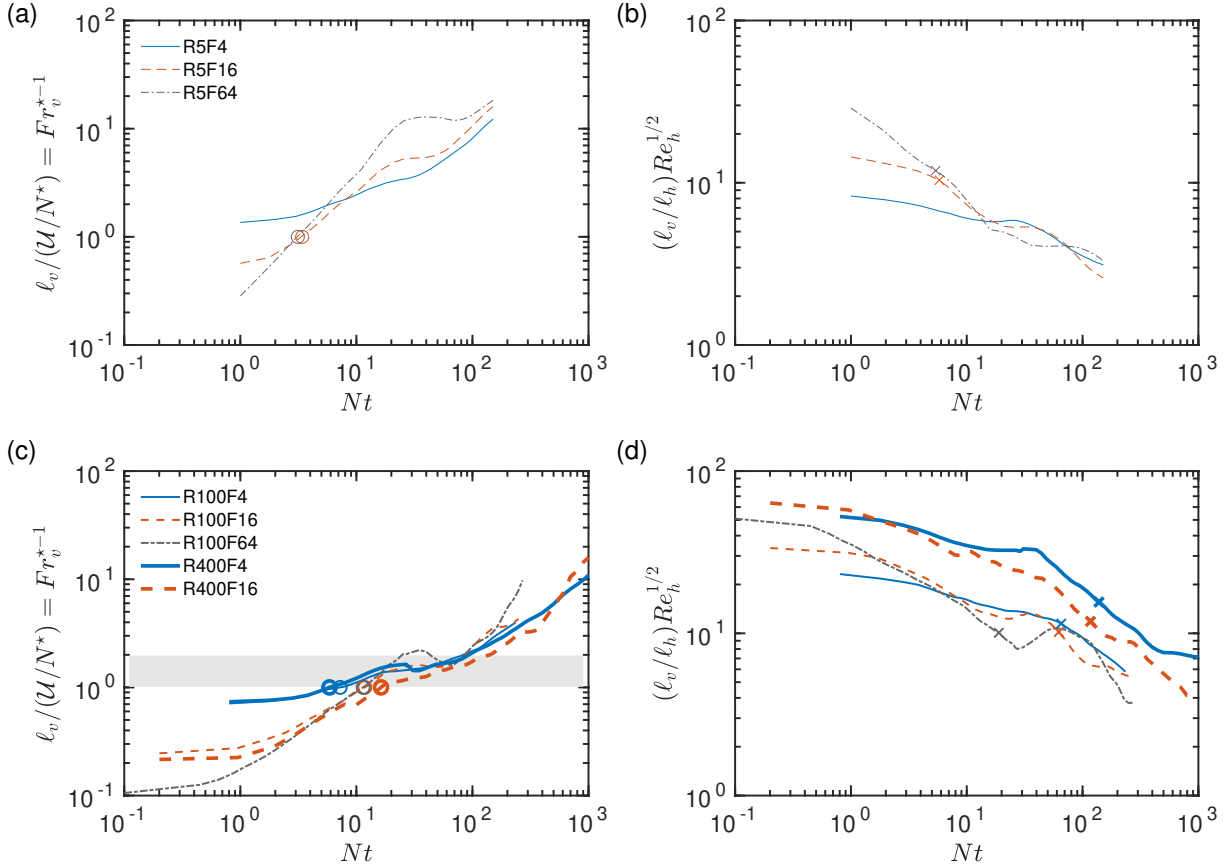 (a)
10^2
10^1
10^0
10^-1
ℓ_v/(𝒰/N^⋆) = Fr_v^{⋆−1}
R5F4
R5F16
R5F64
10^-1 10^0 10^1 10^2 10^3
Nt
(b)
10^2
10^1
10^0
(ℓ_v/ℓ_h)Re_h^{1/2}
10^-1 10^0 10^1 10^2 10^3
Nt
(c)
10^2
10^1
10^0
10^-1
ℓ_v/(𝒰/N^⋆) = Fr_v^{⋆−1}
R100F4
R100F16
R100F64
R400F4
R400F16
10^-1 10^0 10^1 10^2 10^3
Nt
(d)
10^2
10^1
10^0
(ℓ_v/ℓ_h)Re_h^{1/2}
10^-1 10^0 10^1 10^2 10^3
Nt